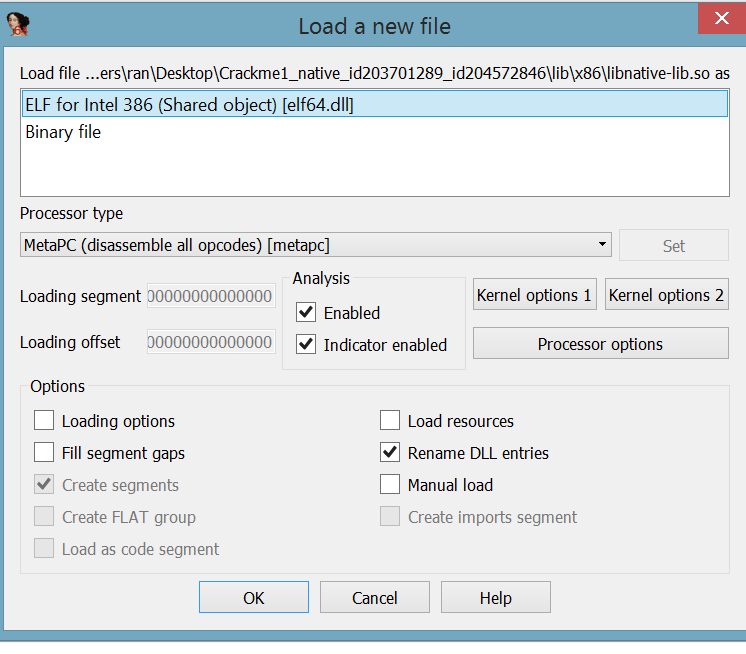 Load a new file
Load file ...ers\ran\Desktop\Crackme1_native_id203701289_id204572846\lib\x86\libnative-lib.so as
ELF for Intel 386 (Shared object) [elf64.dll]
Binary file
Processor type
MetaPC (disassemble all opcodes) [metapc]
Set
Loading segment 00000000000000
Loading offset 00000000000000
Analysis
Enabled
Indicator enabled
Kernel options 1
Kernel options 2
Processor options
Options
Loading options
Fill segment gaps
Create segments
Create FLAT group
Load as code segment
Load resources
Rename DLL entries
Manual load
Create imports segment
OK
Cancel
Help